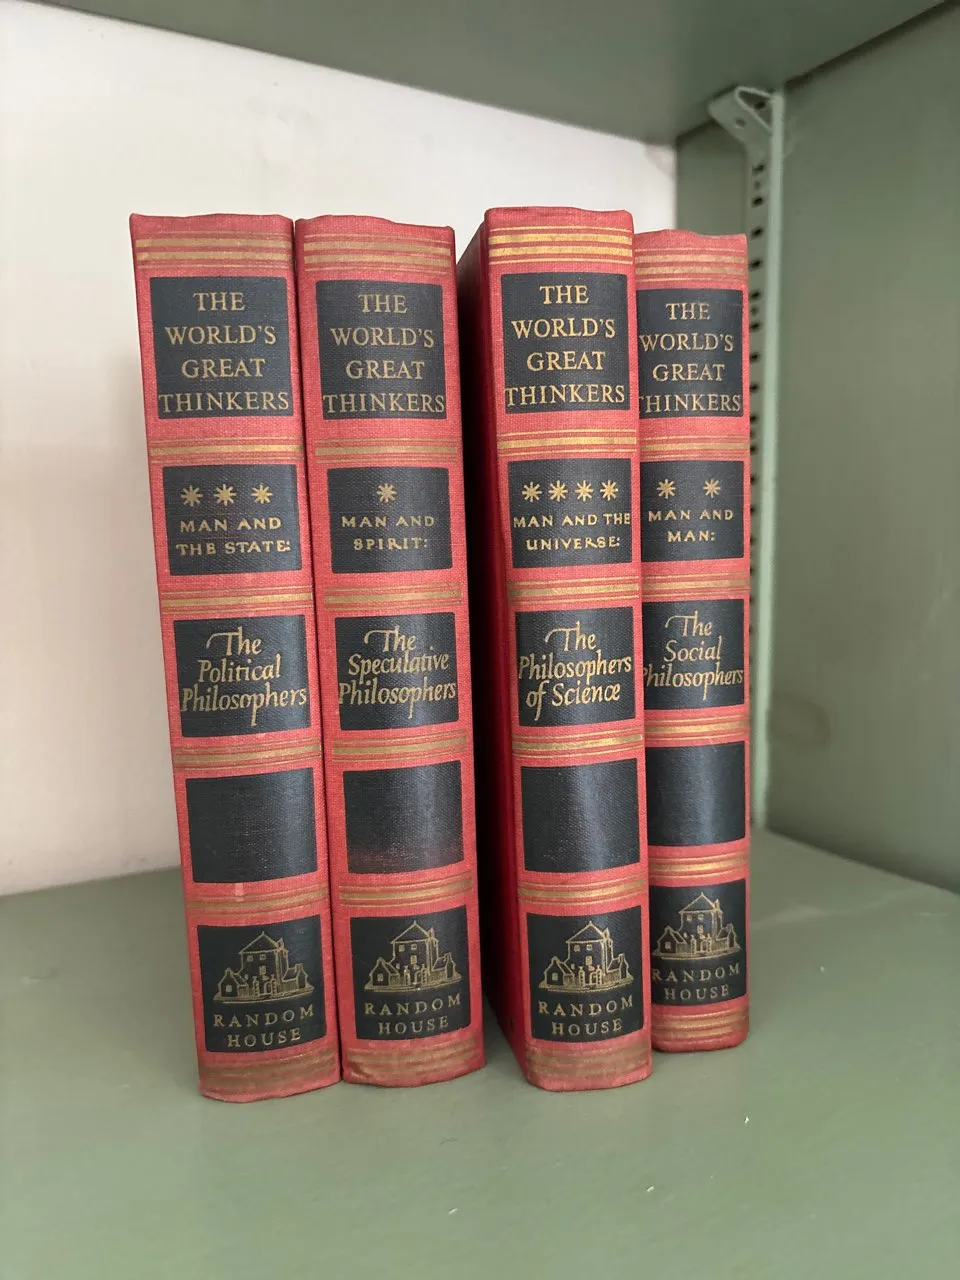 THE
WORLD'S
GREAT
THINKERS
*** 
MAN AND
THE STATE:
The
Political
Philosophers
RANDOM
HOUSE
THE
WORLD'S
GREAT
THINKERS
*
MAN AND
SPIRIT:
The
Speculative
Philosophers
RANDOM
HOUSE
THE
WORLD'S
GREAT
THINKERS
****
MAN AND THE
UNIVERSE:
The
Philosophers
of Science
RANDOM
HOUSE
THE
WORLD'S
GREAT
THINKERS
**
MAN AND
MAN:
The
Social
Philosophers
RANDOM
HOUSE